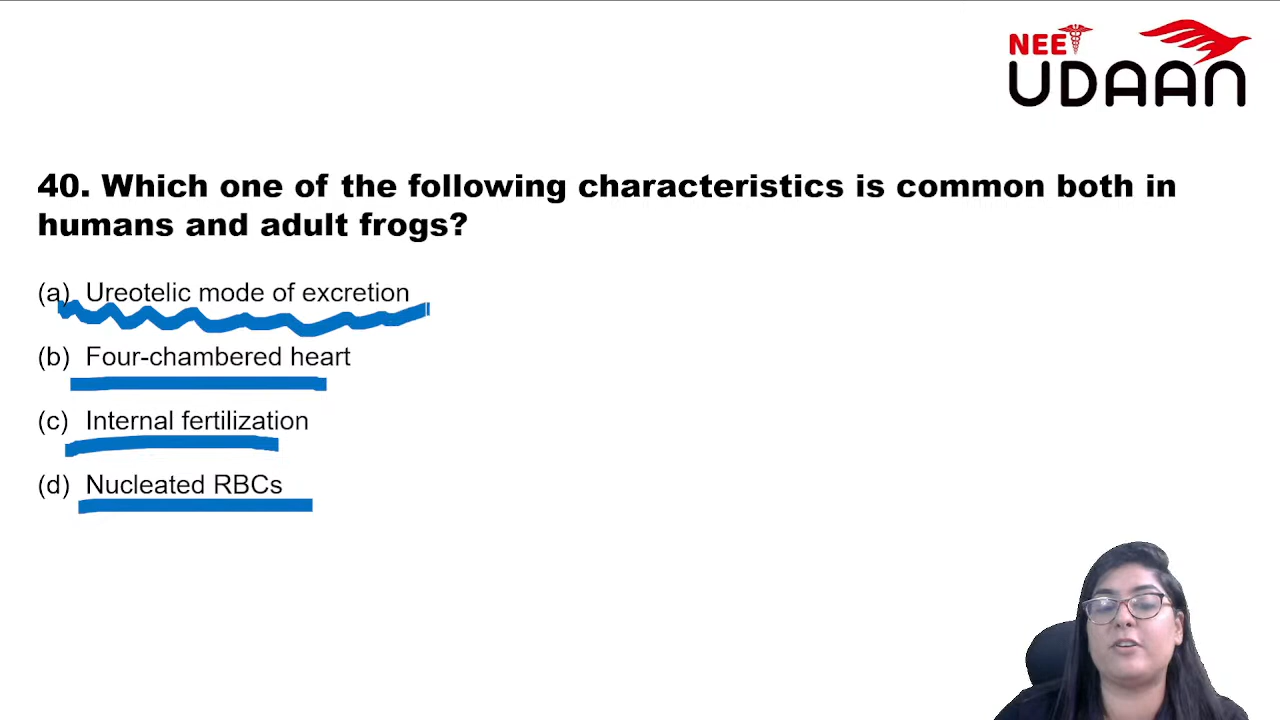 NEET
UDAAN
40. Which one of the following characteristics is common both in
humans and adult frogs?
(a) Ureotelic mode of excretion
(b) Four-chambered heart
(c) Internal fertilization
(d) Nucleated RBCs